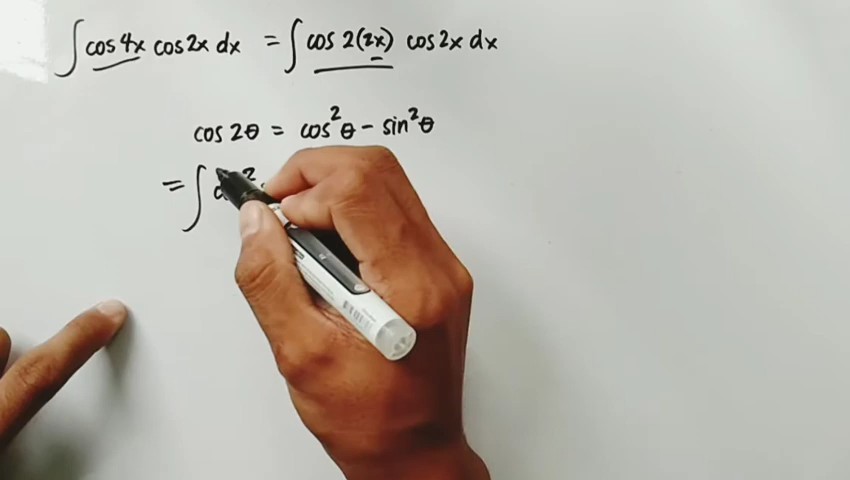 ∫ cos 4x cos 2x dx = ∫ cos 2(2x) cos 2x dx
cos 2θ = cos²θ − sin²θ
= ∫